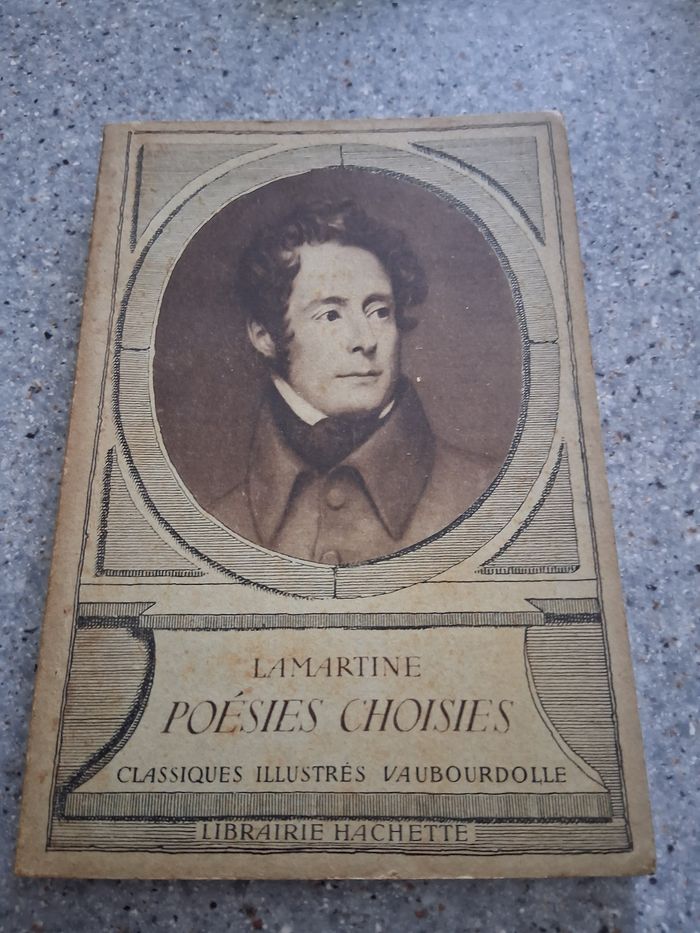 LAMARTINE
POÉSIES CHOISIES
CLASSIQUES ILLUSTRÉS VAUBOURDOLLE
LIBRAIRIE HACHETTE